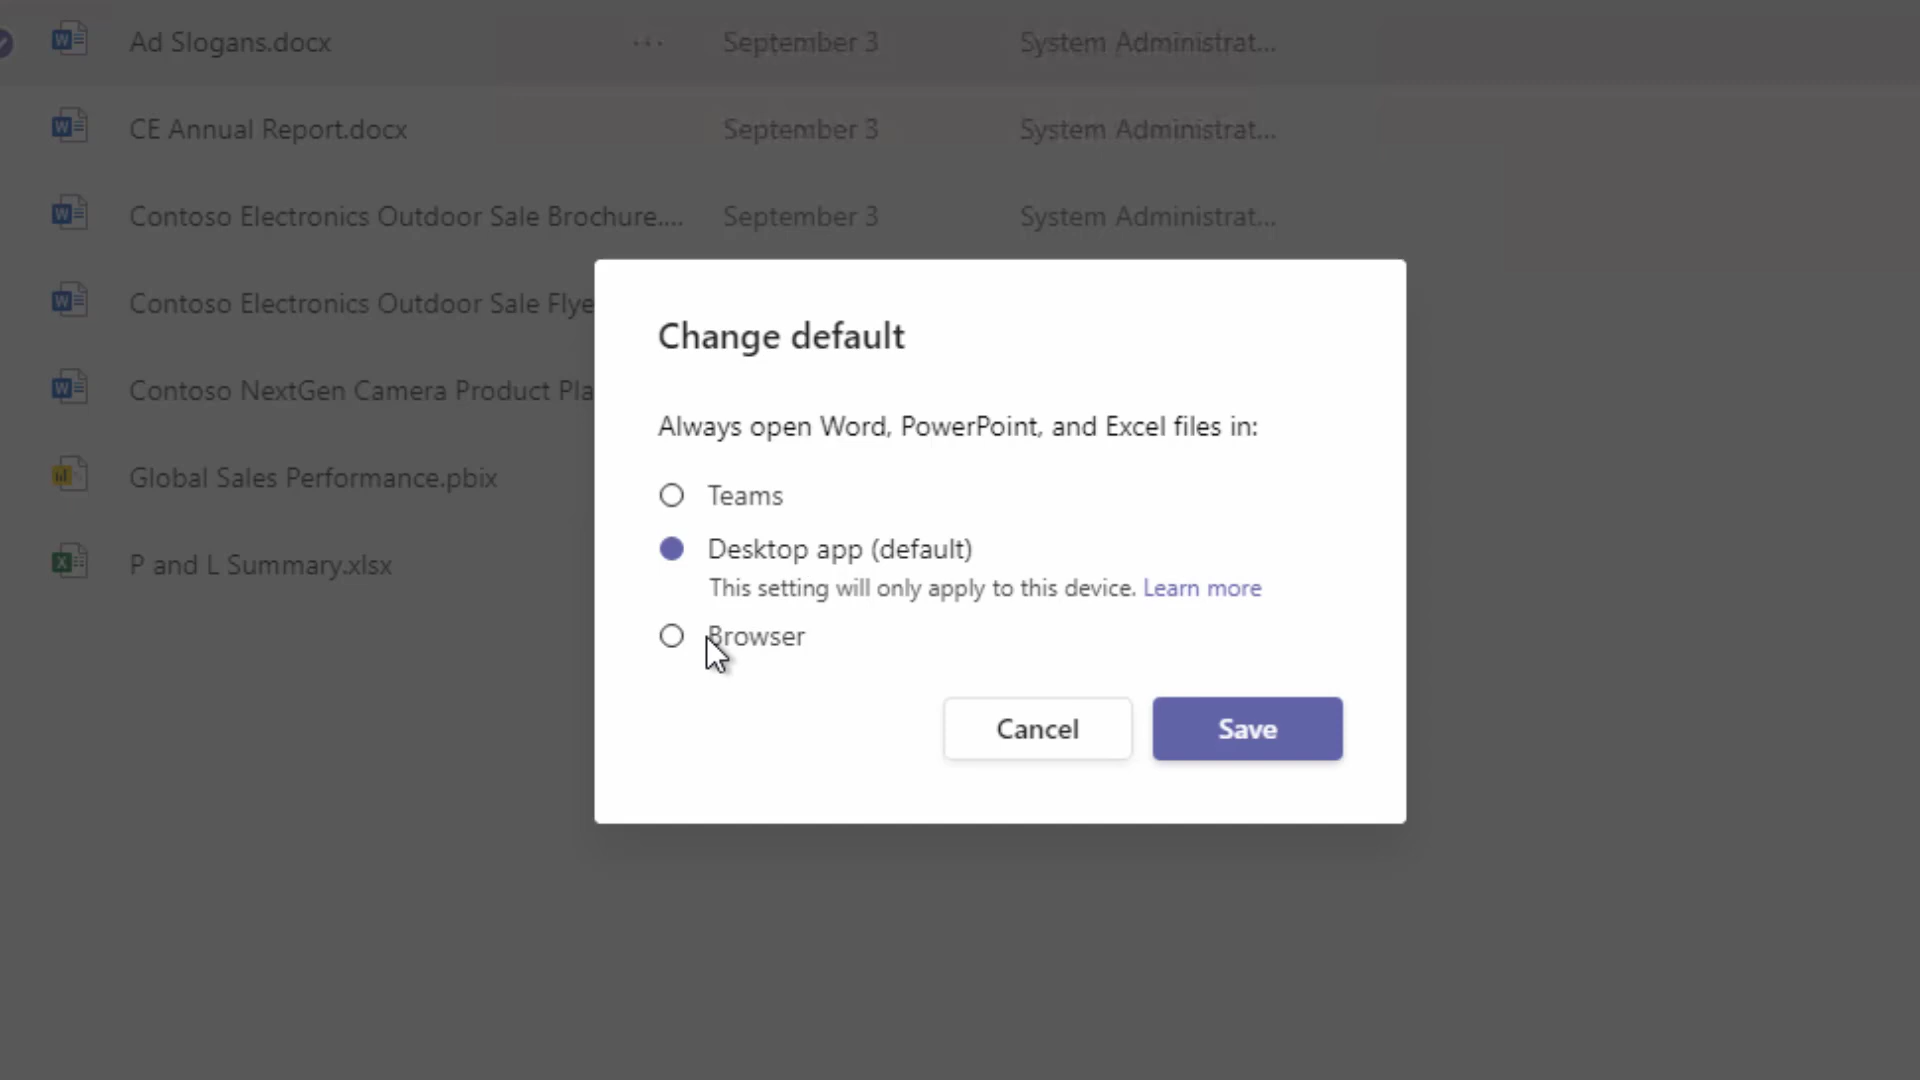 Ad Slogans.docx ··· September 3 System Administrat...
CE Annual Report.docx September 3 System Administrat...
Contoso Electronics Outdoor Sale Brochure.... September 3 System Administrat...
Contoso Electronics Outdoor Sale Flye
Contoso NextGen Camera Product Pla
Global Sales Performance.pbix
P and L Summary.xlsx
Change default
Always open Word, PowerPoint, and Excel files in:
Teams
Desktop app (default)
This setting will only apply to this device. Learn more
Browser
Cancel Save